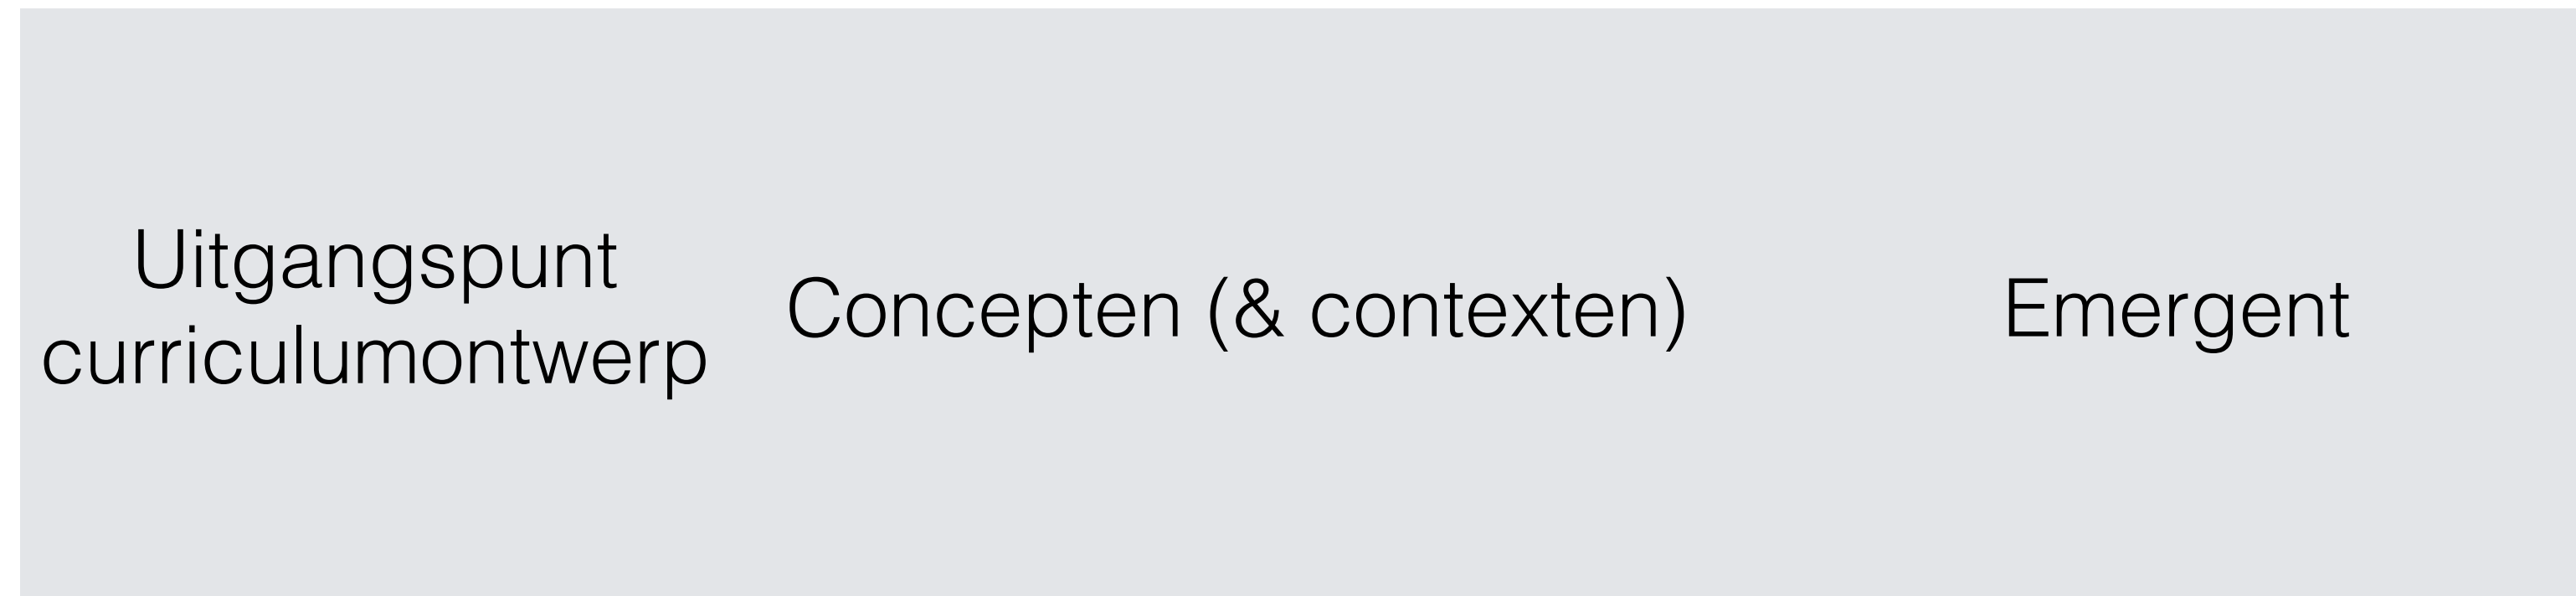 Uitgangspunt
curriculumontwerp
Concepten (& contexten)
Emergent